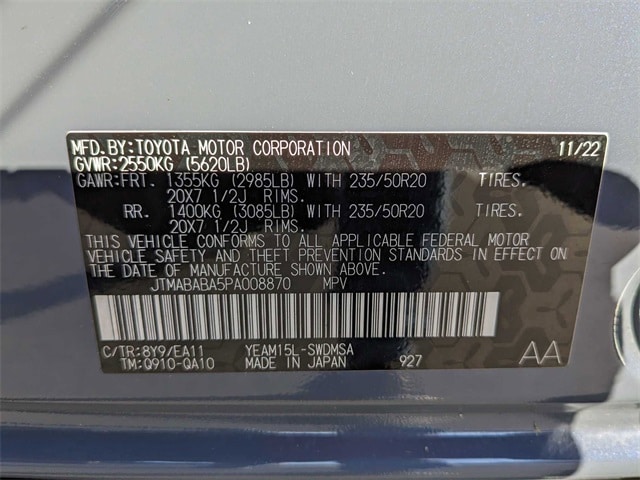 MFD.BY:TOYOTA MOTOR CORPORATION 11/22
GVWR:2550KG (5620LB)
GAWR:FRT. 1355KG (2985LB) WITH 235/50R20 TIRES.
20X7 1/2J RIMS.
RR. 1400KG (3085LB) WITH 235/50R20 TIRES.
20X7 1/2J RIMS.
THIS VEHICLE CONFORMS TO ALL APPLICABLE FEDERAL MOTOR
VEHICLE SAFETY AND THEFT PREVENTION STANDARDS IN EFFECT ON
THE DATE OF MANUFACTURE SHOWN ABOVE.
JTMABABA5PA008870 MPV
C/TR:8Y9/EA11 YEAM15L-SWDMSA AA
TM:Q910-QA10 MADE IN JAPAN 927